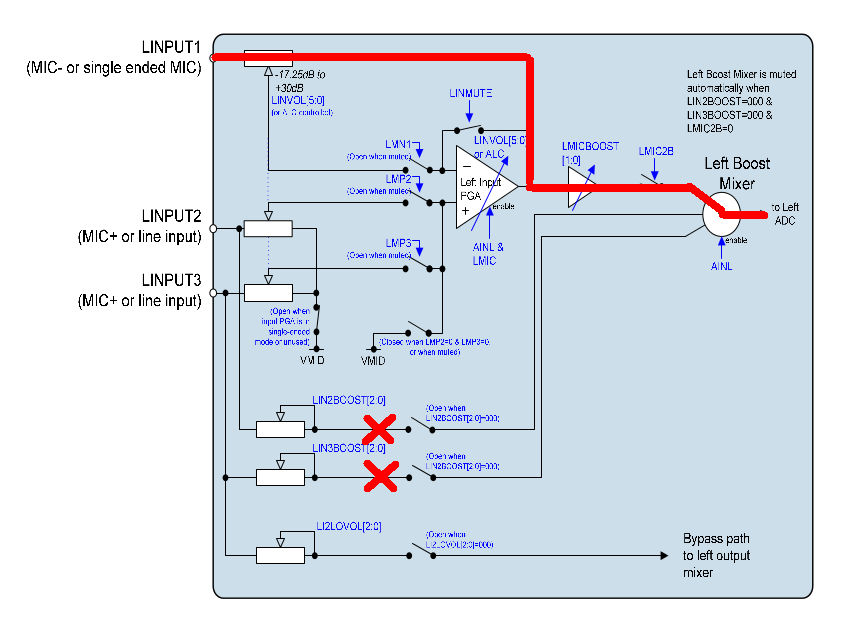 LINPUT1
(MIC- or single ended MIC)
-17.25dB to
+30dB
LINVOL[5:0]
(or ALC controlled)
Left Boost Mixer is muted
automatically when
LIN2BOOST=000 &
LIN3BOOST=000 &
LMIC2B=0
LINMUTE
LINVOL[5:0]
or ALC
LMN1
(Open when muted)
LMP2
(Open when muted)
Left Input
PGA
−
+
enable
LMICBOOST
[1:0]
LMIC2B
Left Boost
Mixer
to Left
ADC
enable
AINL
LINPUT2
(MIC+ or line input)
LMP3
(Open when muted)
AINL &
LMIC
LINPUT3
(MIC+ or line input)
(Open when
input PGA is in
single-ended
mode or unused)
VMID
VMID
(Closed when LMP2=0 & LMP3=0,
or when muted)
LIN2BOOST[2:0]
(Open when
LIN2BOOST[2:0]=000)
LIN3BOOST[2:0]
(Open when
LIN2BOOST[2:0]=000)
LI2LOVOL[2:0]
(Open when
LI2LOVOL[2:0]=000)
Bypass path
to left output
mixer